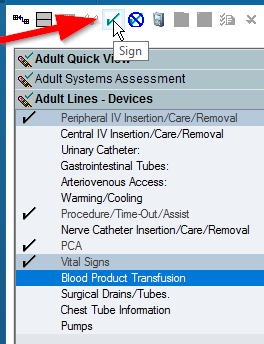 Sign
Adult Quick View
Adult Systems Assessment
Adult Lines - Devices
Peripheral IV Insertion/Care/Removal
Central IV Insertion/Care/Removal
Urinary Catheter:
Gastrointestinal Tubes:
Arteriovenous Access:
Warming/Cooling
Procedure/Time-Out/Assist
Nerve Catheter Insertion/Care/Removal
PCA
Vital Signs
Blood Product Transfusion
Surgical Drains/Tubes.
Chest Tube Information
Pumps